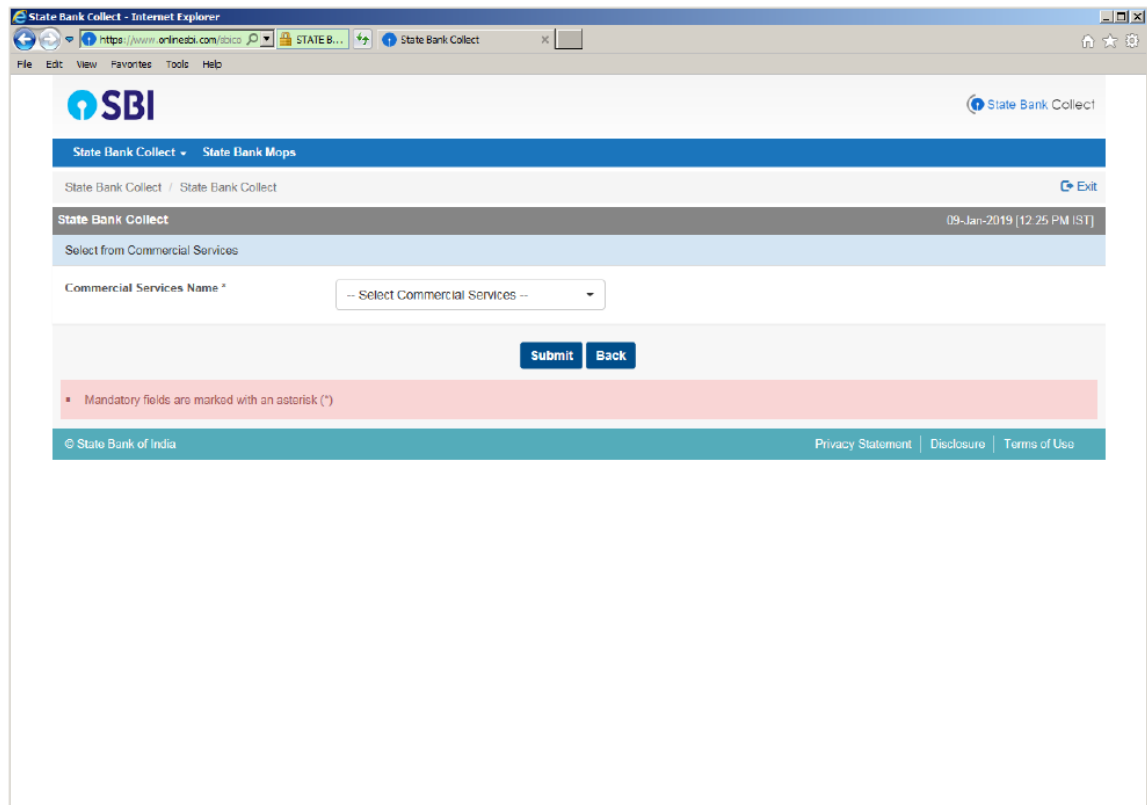 State Bank Collect - Internet Explorer
https://www.onlinesbi.com/sbico STATE B... State Bank Collect
File Edit View Favorites Tools Help
SBI
State Bank Collect
State Bank Collect State Bank Mops
State Bank Collect / State Bank Collect Exit
State Bank Collect 09-Jan-2019 [12:25 PM IST]
Select from Commercial Services
Commercial Services Name *
-- Select Commercial Services --
Submit Back
Mandatory fields are marked with an asterisk (*)
© State Bank of India Privacy Statement | Disclosure | Terms of Use